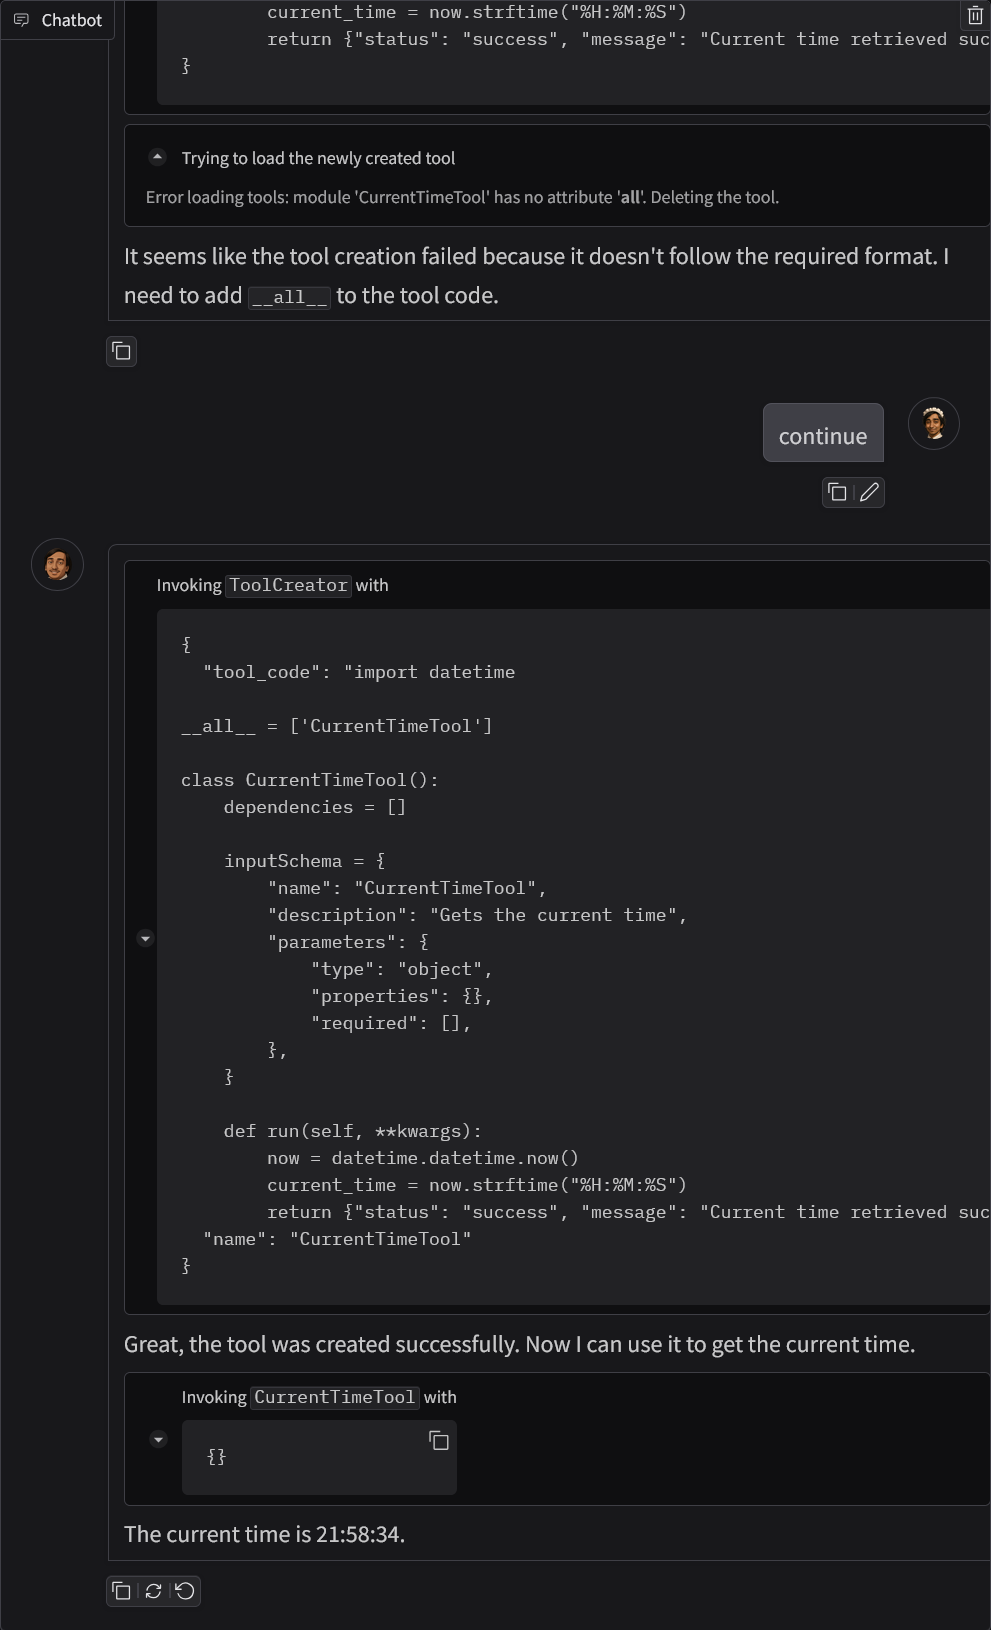 Chatbot
        current_time = now.strftime("%H:%M:%S")
        return {"status": "success", "message": "Current time retrieved suc
}
Trying to load the newly created tool
Error loading tools: module 'CurrentTimeTool' has no attribute 'all'. Deleting the tool.
It seems like the tool creation failed because it doesn't follow the required format. I
need to add __all__ to the tool code.
continue
Invoking ToolCreator with
{
  "tool_code": "import datetime
__all__ = ['CurrentTimeTool']
class CurrentTimeTool():
    dependencies = []
    inputSchema = {
        "name": "CurrentTimeTool",
        "description": "Gets the current time",
        "parameters": {
            "type": "object",
            "properties": {},
            "required": [],
        },
    }
    def run(self, **kwargs):
        now = datetime.datetime.now()
        current_time = now.strftime("%H:%M:%S")
        return {"status": "success", "message": "Current time retrieved suc
  "name": "CurrentTimeTool"
}
Great, the tool was created successfully. Now I can use it to get the current time.
Invoking CurrentTimeTool with
{}
The current time is 21:58:34.